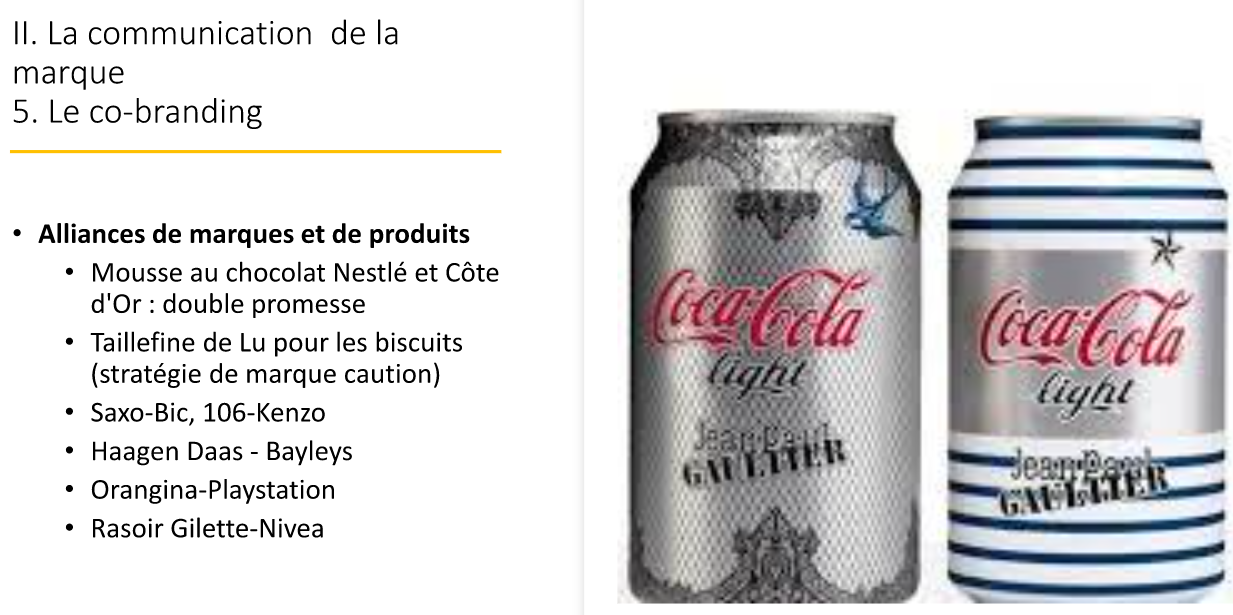 II. La communication de la
marque
5. Le co-branding
• Alliances de marques et de produits
• Mousse au chocolat Nestlé et Côte
d'Or : double promesse
• Taillefine de Lu pour les biscuits
(stratégie de marque caution)
• Saxo-Bic, 106-Kenzo
• Haagen Daas - Bayleys
• Orangina-Playstation
• Rasoir Gilette-Nivea
Coca-Cola
light
Jean Paul
GAULTIER
Coca-Cola
light
Jean Paul
GAULTIER